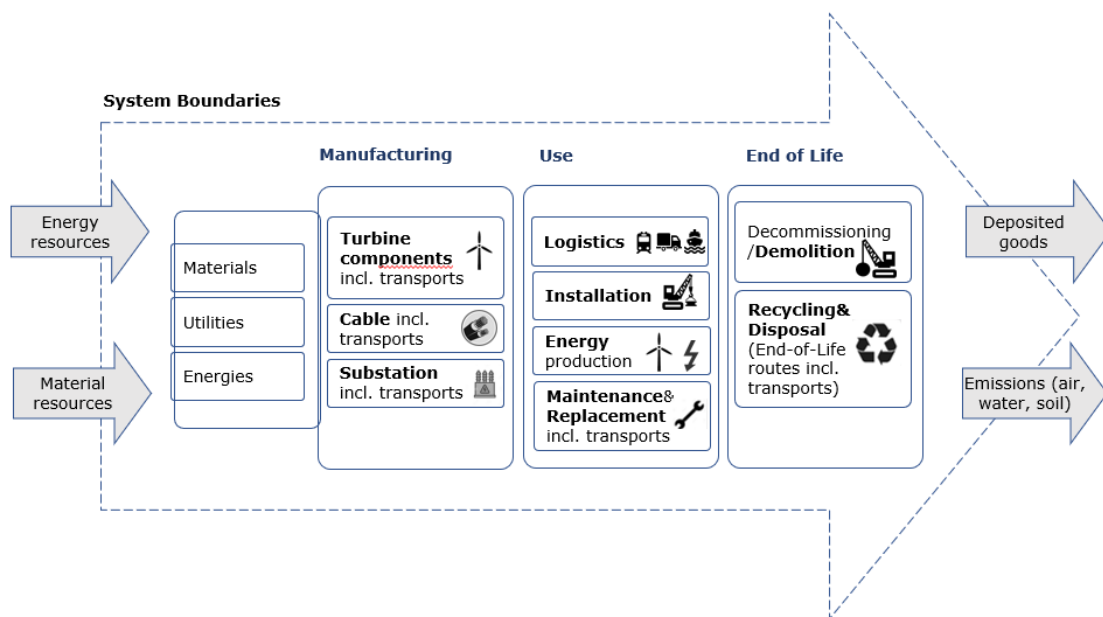 System Boundaries
Energy
resources
Material
resources
Materials
Utilities
Energies
Manufacturing
Turbine
components
incl. transports
Cable incl.
transports
Substation
incl. transports
Use
Logistics
Installation
Energy
production
Maintenance&
Replacement
incl. transports
End of Life
Decommissioning
/Demolition
Recycling&
Disposal
(End-of-Life
routes incl.
transports)
Deposited
goods
Emissions (air,
water, soil)